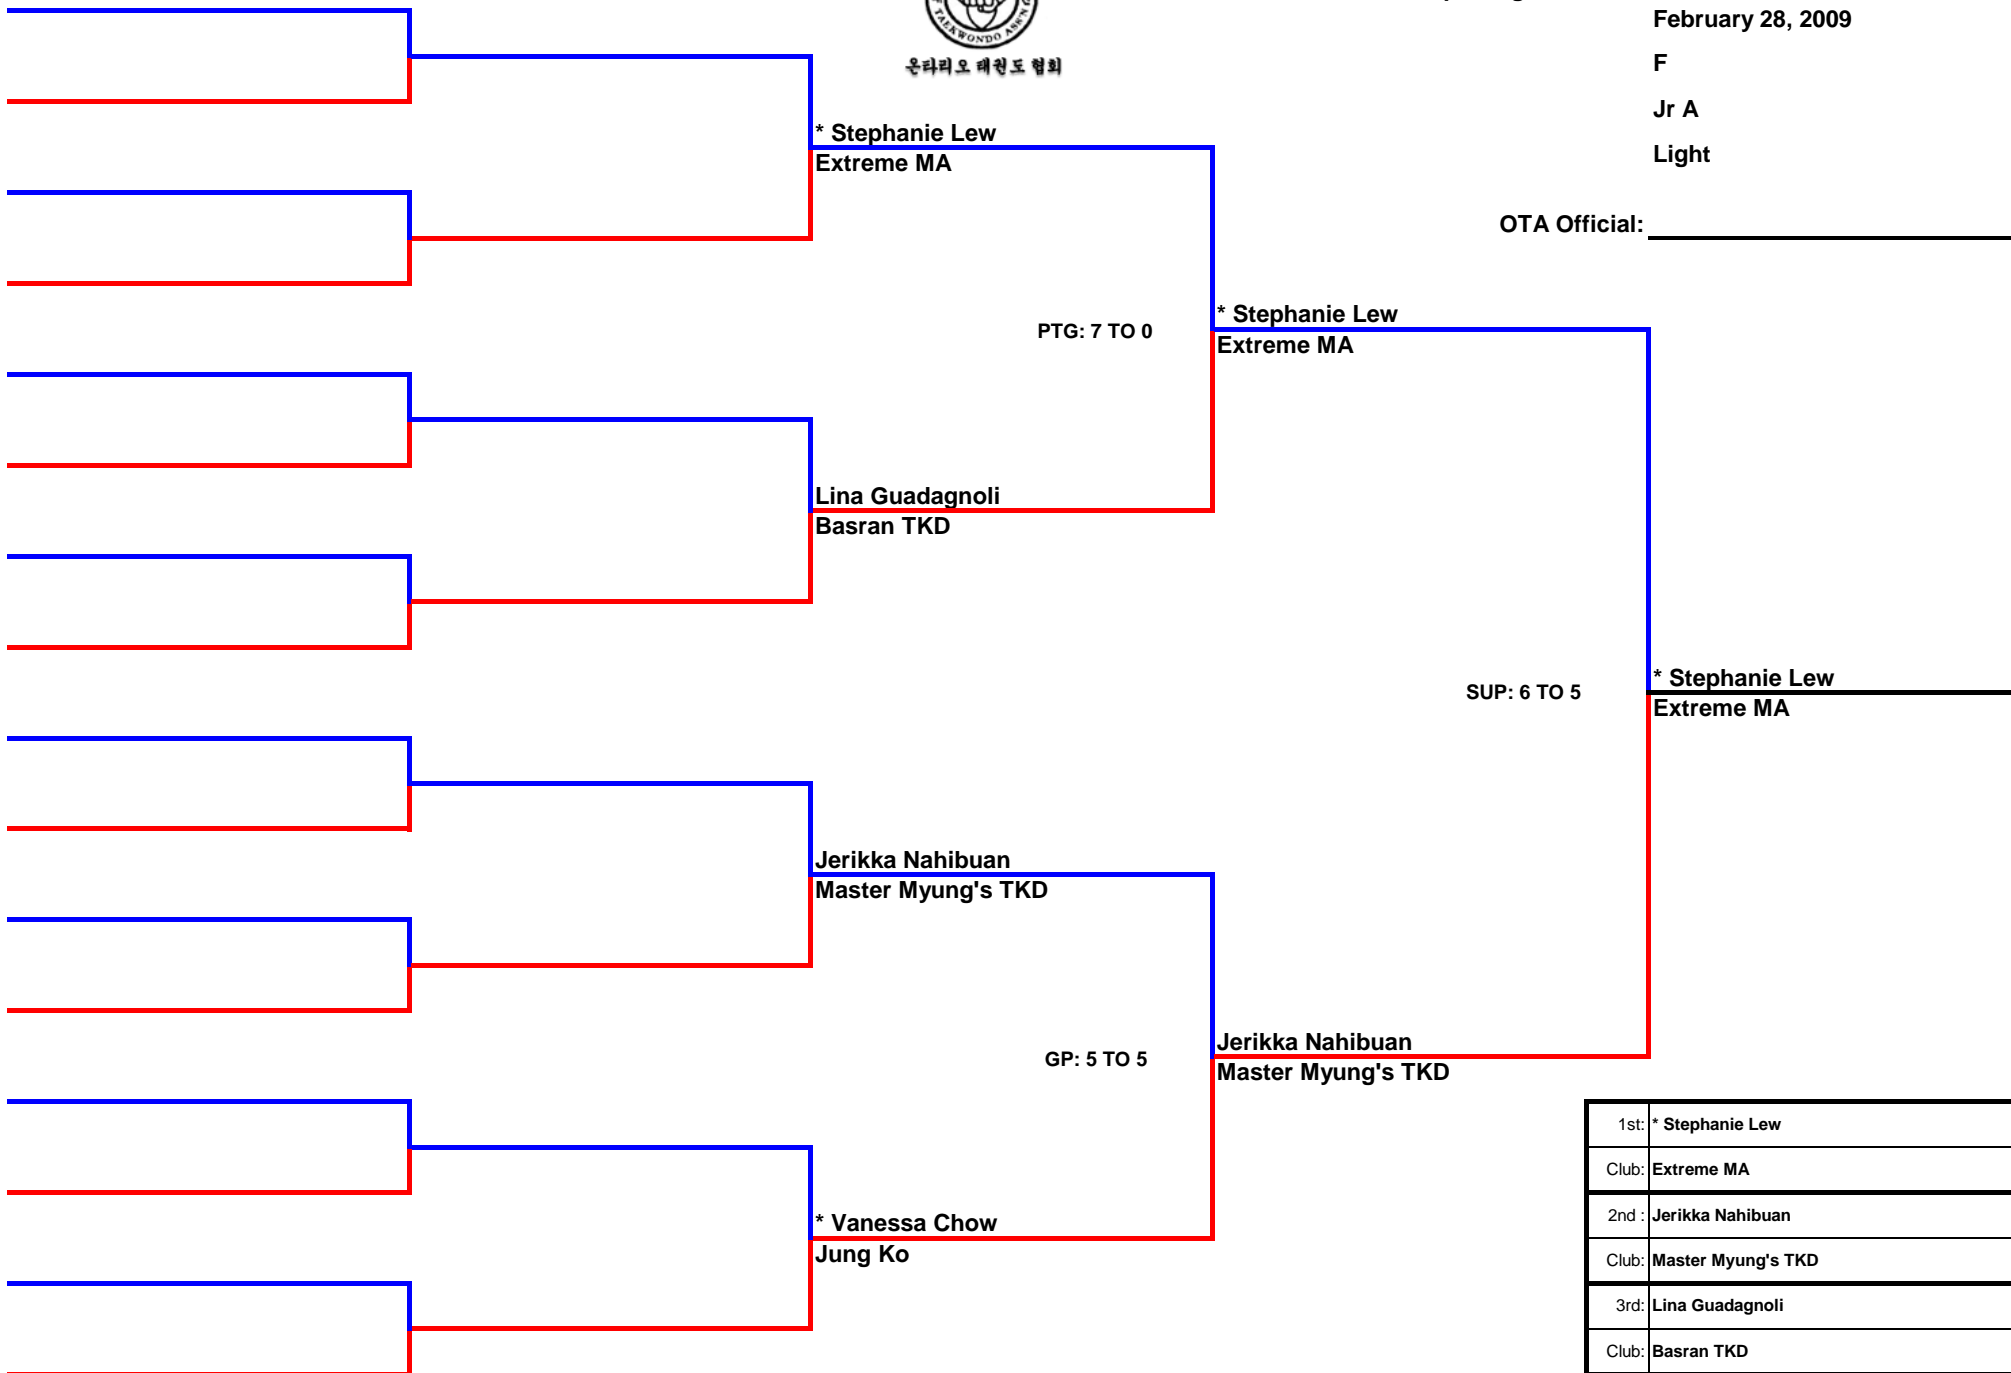 February 28, 2009
F
Jr A
Light
TAEKWONDO ASS'N
온타리오 태권도 협회
OTA Official:
* Stephanie Lew
Extreme MA
PTG: 7 TO 0
* Stephanie Lew
Extreme MA
Lina Guadagnoli
Basran TKD
SUP: 6 TO 5
* Stephanie Lew
Extreme MA
Jerikka Nahibuan
Master Myung's TKD
GP: 5 TO 5
Jerikka Nahibuan
Master Myung's TKD
* Vanessa Chow
Jung Ko
1st: * Stephanie Lew
Club: Extreme MA
2nd : Jerikka Nahibuan
Club: Master Myung's TKD
3rd: Lina Guadagnoli
Club: Basran TKD